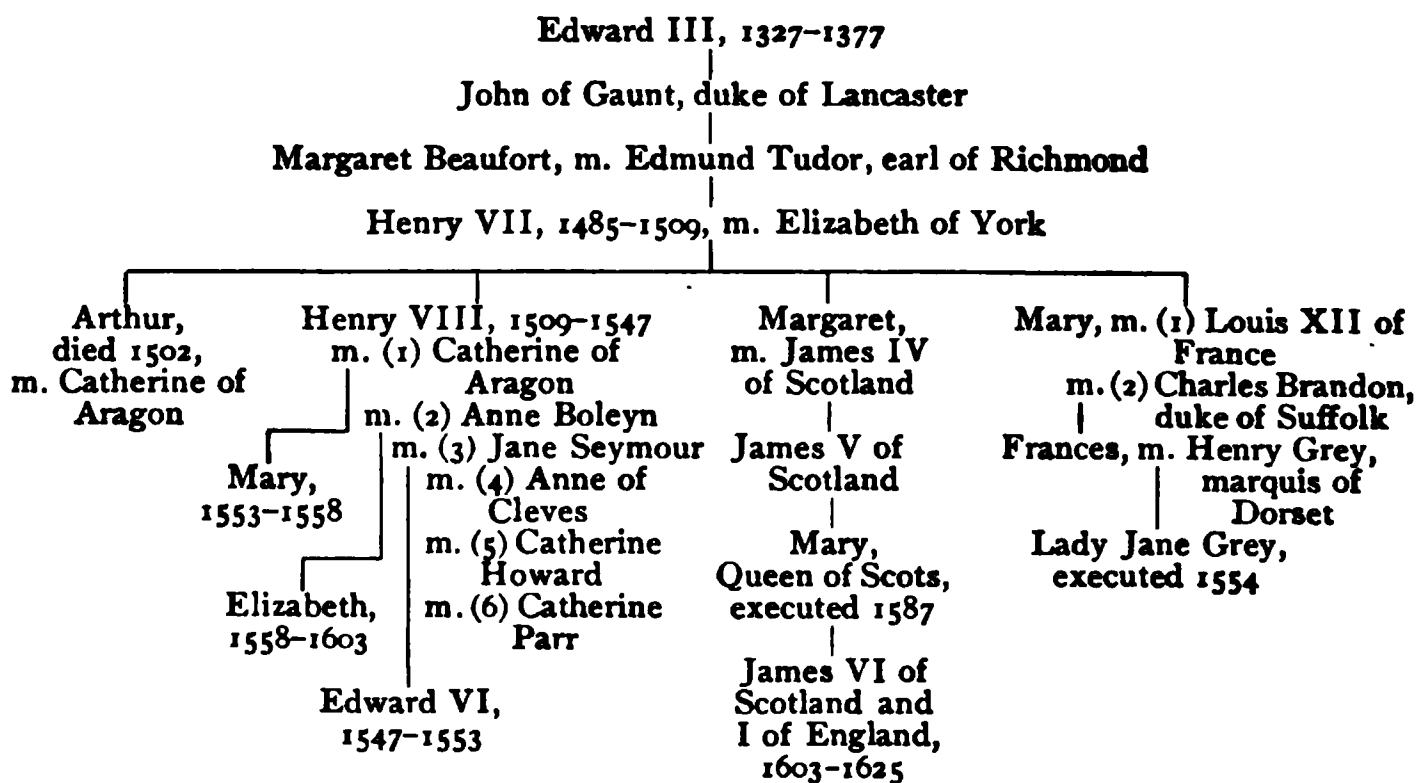 Edward III, 1327–1377
John of Gaunt, duke of Lancaster
Margaret Beaufort, m. Edmund Tudor, earl of Richmond
Henry VII, 1485–1509, m. Elizabeth of York
Arthur,
died 1502,
m. Catherine of
Aragon
Henry VIII, 1509–1547
m. (1) Catherine of
Aragon
m. (2) Anne Boleyn
m. (3) Jane Seymour
m. (4) Anne of
Cleves
m. (5) Catherine
Howard
m. (6) Catherine
Parr
Mary,
1553–1558
Elizabeth,
1558–1603
Edward VI,
1547–1553
Margaret,
m. James IV
of Scotland
James V of
Scotland
Mary,
Queen of Scots,
executed 1587
James VI of
Scotland and
I of England,
1603–1625
Mary, m. (1) Louis XII of
France
m. (2) Charles Brandon,
duke of Suffolk
Frances, m. Henry Grey,
marquis of
Dorset
Lady Jane Grey,
executed 1554